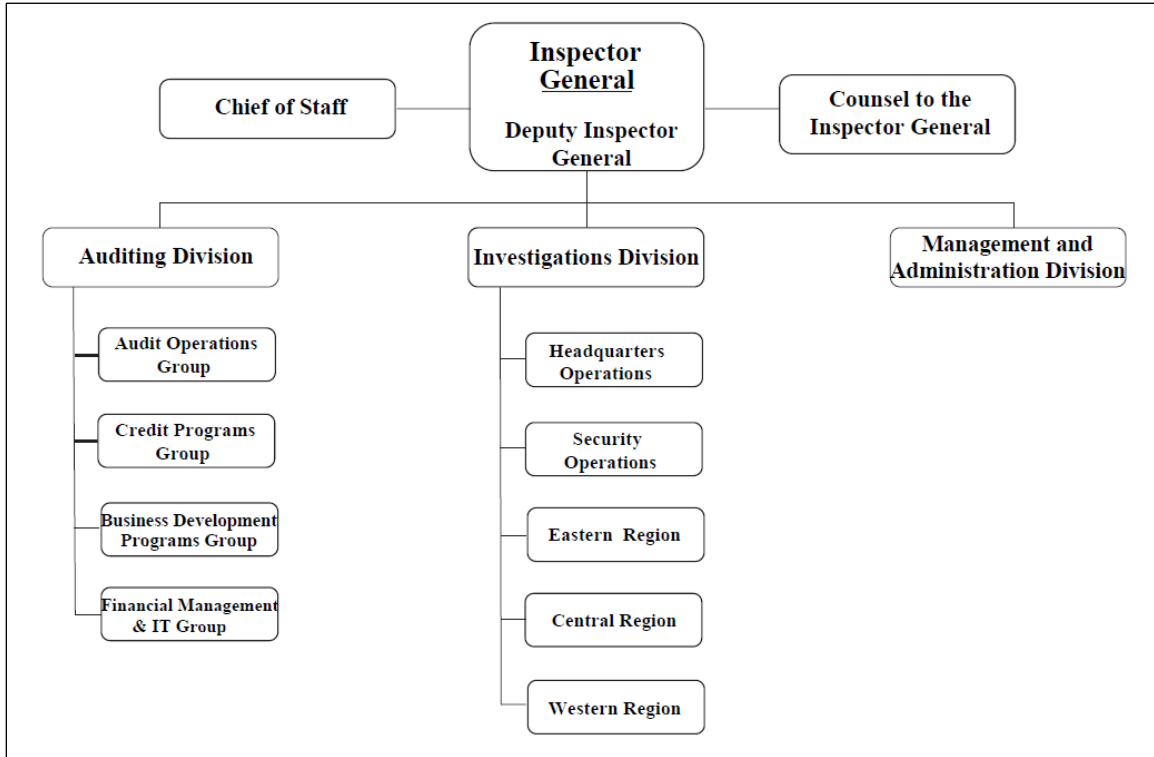 Inspector
General
Deputy Inspector
General
Chief of Staff
Counsel to the
Inspector General
Auditing Division
Investigations Division
Management and
Administration Division
Audit Operations
Group
Credit Programs
Group
Business Development
Programs Group
Financial Management
& IT Group
Headquarters
Operations
Security
Operations
Eastern Region
Central Region
Western Region